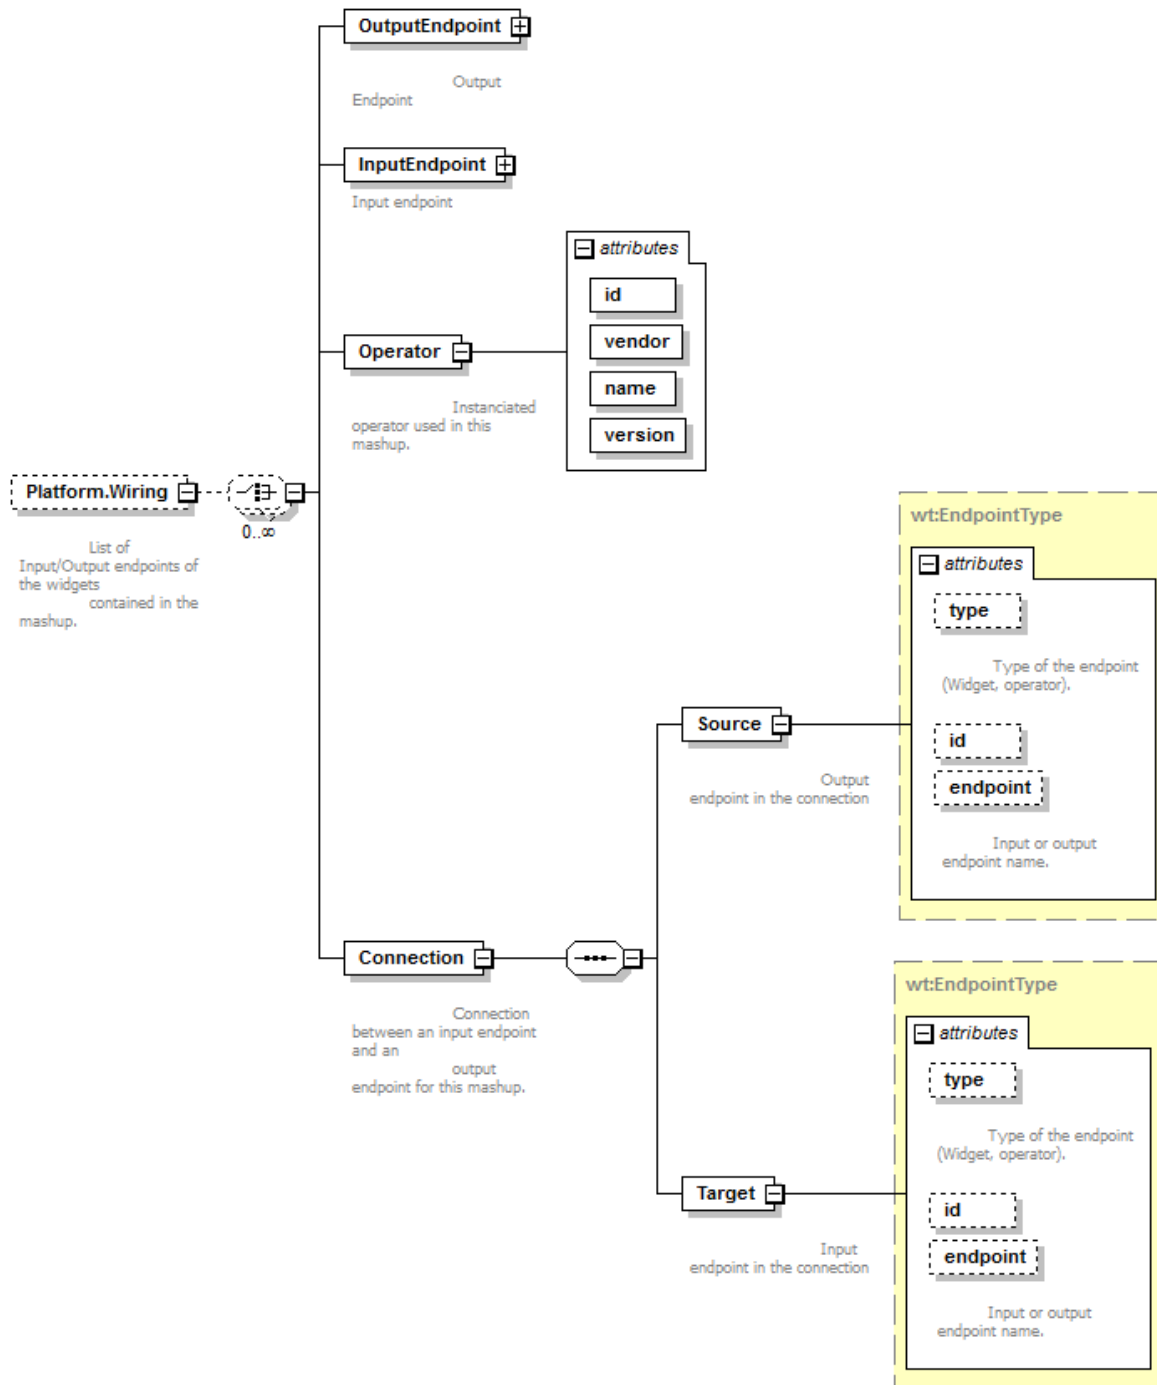 OutputEndpoint
Output
Endpoint
InputEndpoint
Input endpoint
attributes
id
vendor
name
version
Operator
Instanciated
operator used in this
mashup.
Platform.Wiring
0..∞
List of
Input/Output endpoints of
the widgets
contained in the
mashup.
wt:EndpointType
attributes
type
Type of the endpoint
(Widget, operator).
id
endpoint
Input or output
endpoint name.
Source
Output
endpoint in the connection
Connection
Connection
between an input endpoint
and an
output
endpoint for this mashup.
wt:EndpointType
attributes
type
Type of the endpoint
(Widget, operator).
id
endpoint
Input or output
endpoint name.
Target
Input
endpoint in the connection